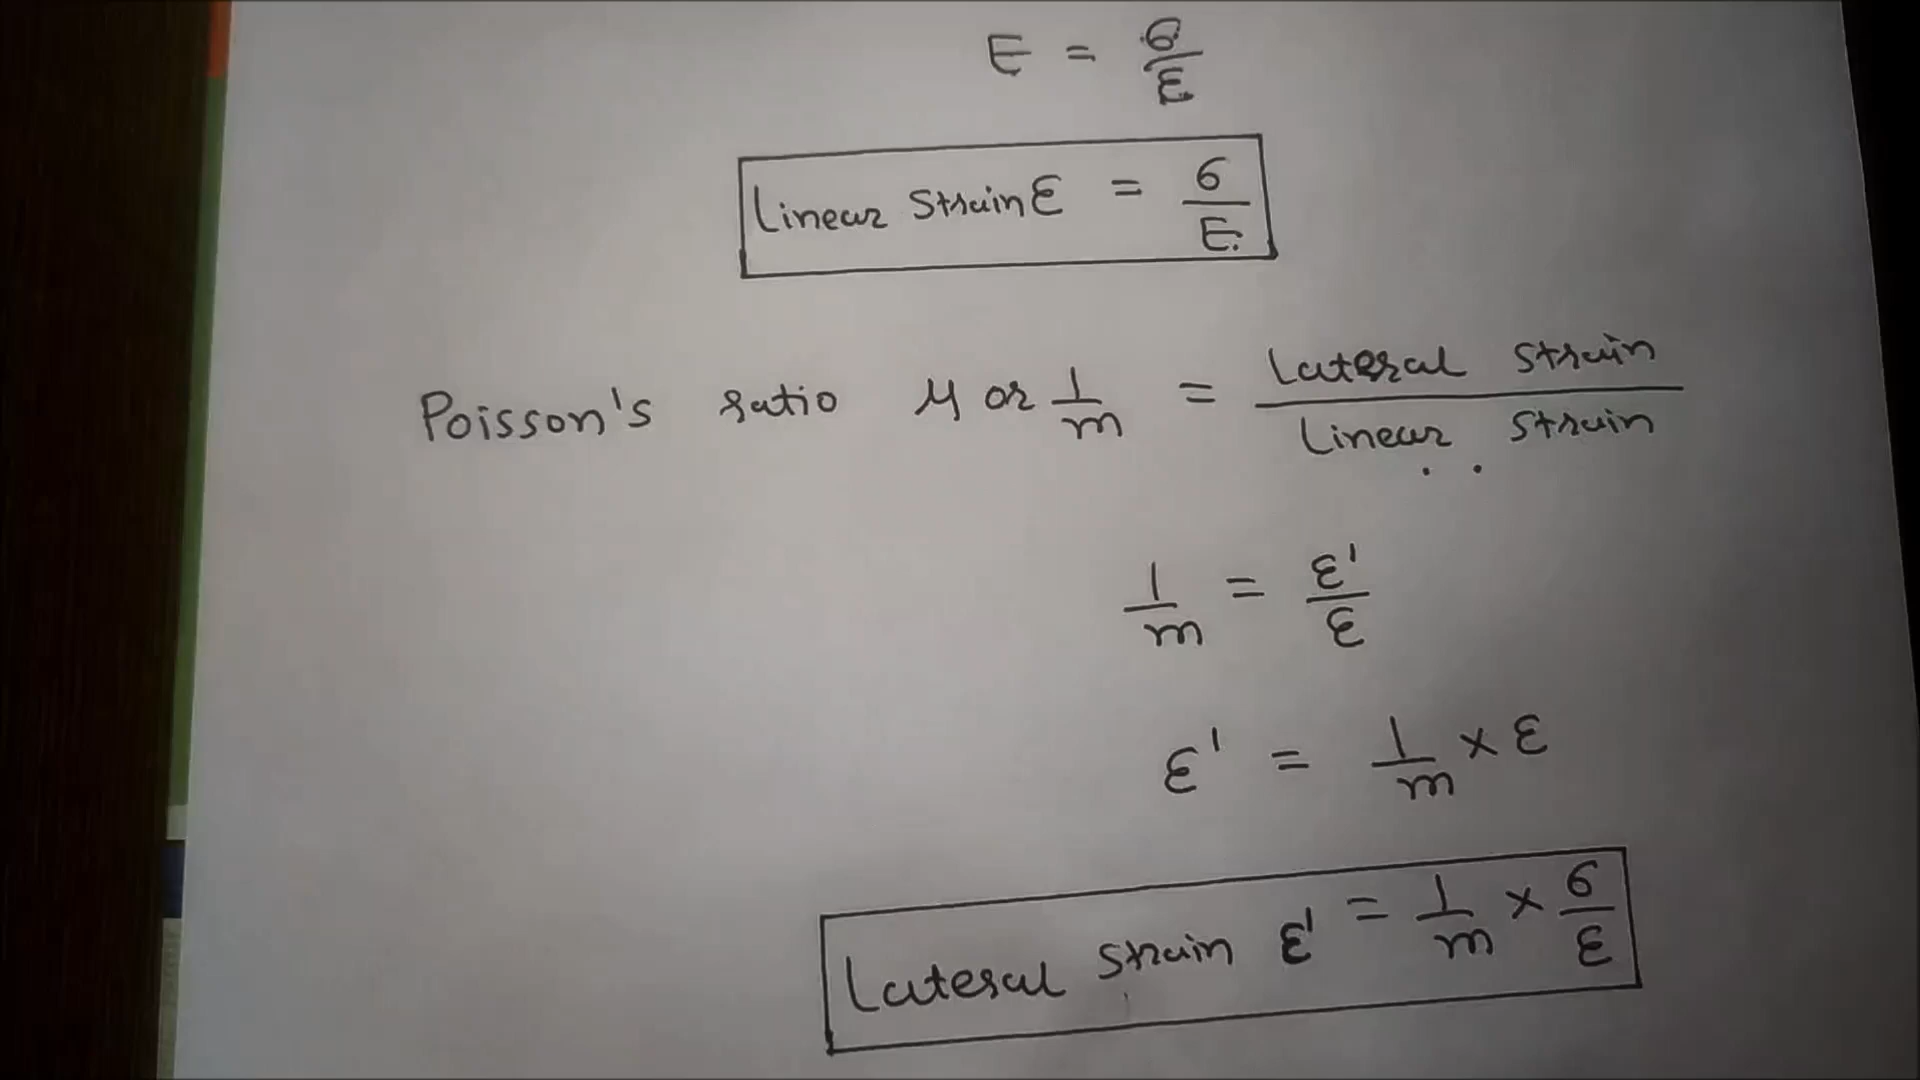 E = σ/ε
Linear Strain ε = σ/E
Poisson's ratio μ or 1/m = Lateral strain / Linear strain
1/m = ε'/ε
ε' = 1/m × ε
Lateral strain ε' = 1/m × σ/ε